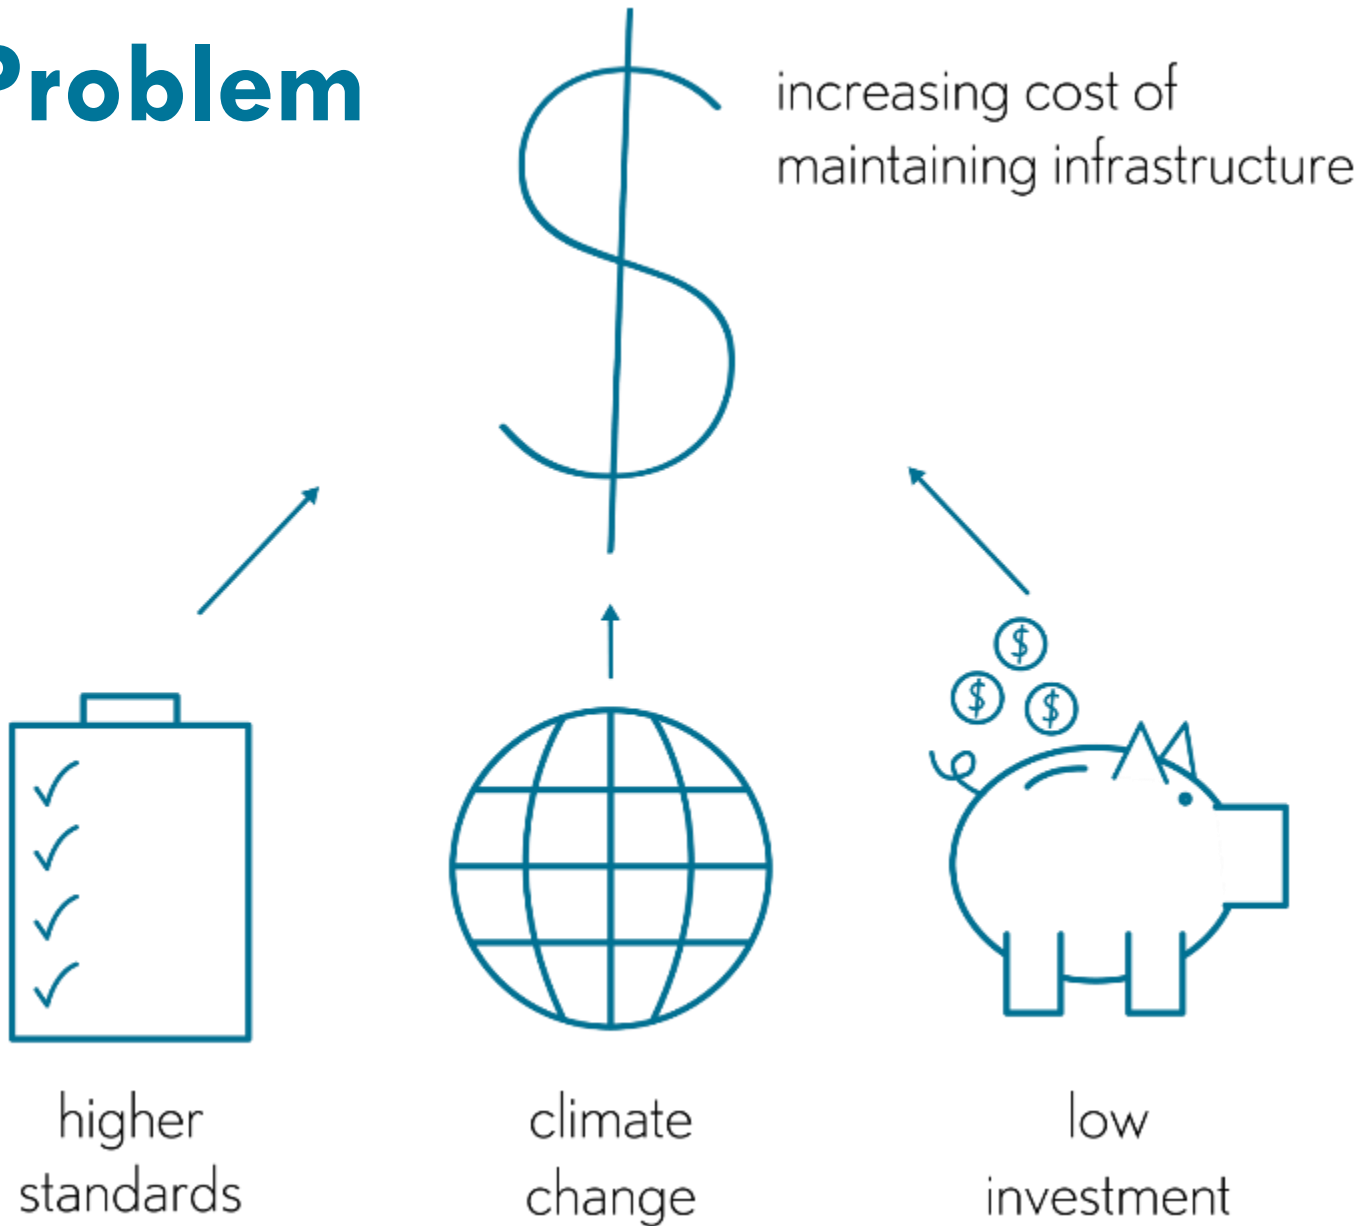 Problem
increasing cost of
maintaining infrastructure
$
$
$
$
higher
standards
climate
change
low
investment